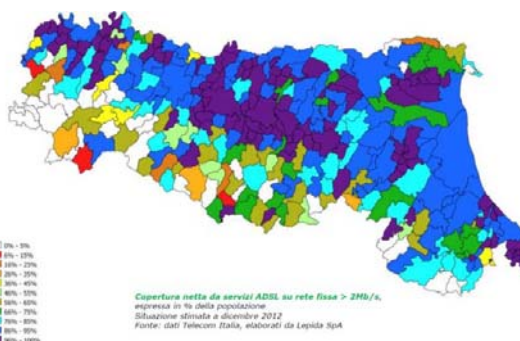 0% - 5%
6% - 15%
16% - 25%
26% - 35%
36% - 45%
46% - 55%
56% - 65%
66% - 75%
76% - 85%
86% - 95%
96% - 100%
Copertura netta da servizi ADSL su rete fissa > 2Mb/s,
espressa in % della popolazione
Situazione stimata a dicembre 2012
Fonte: dati Telecom Italia, elaborati da Lepida SpA